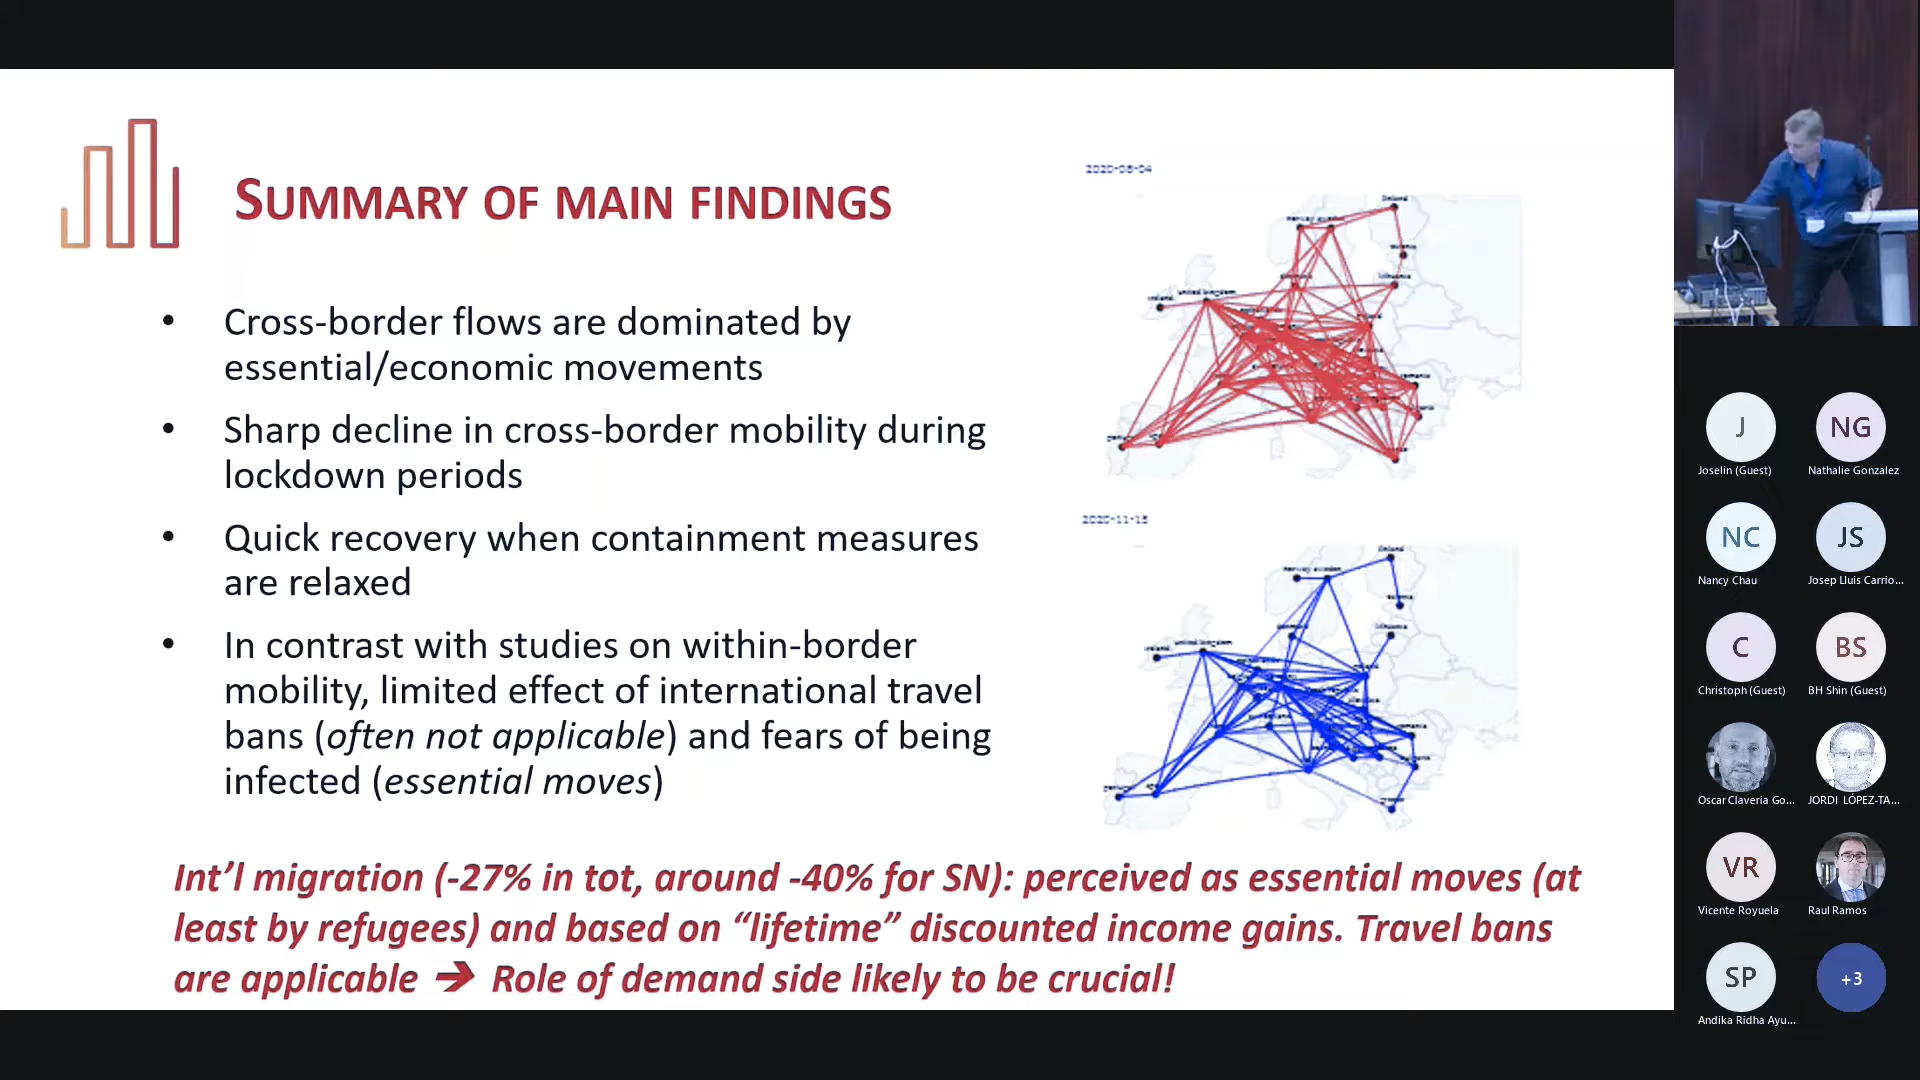 SUMMARY OF MAIN FINDINGS
• Cross-border flows are dominated by
essential/economic movements
• Sharp decline in cross-border mobility during
lockdown periods
• Quick recovery when containment measures
are relaxed
• In contrast with studies on within-border
mobility, limited effect of international travel
bans (often not applicable) and fears of being
infected (essential moves)
Int'l migration (-27% in tot, around -40% for SN): perceived as essential moves (at
least by refugees) and based on “lifetime” discounted income gains. Travel bans
are applicable ➔ Role of demand side likely to be crucial!
2020-11-15
J
Joselin (Guest)
NG
Nathalie Gonzalez
NC
Nancy Chau
JS
Josep Lluis Carrio...
C
Christoph (Guest)
BS
BH Shin (Guest)
Oscar Claveria Go...
JORDI LÓPEZ-TA...
VR
Vicente Royuela
Raul Ramos
SP
Andika Ridha Ayu...
+3